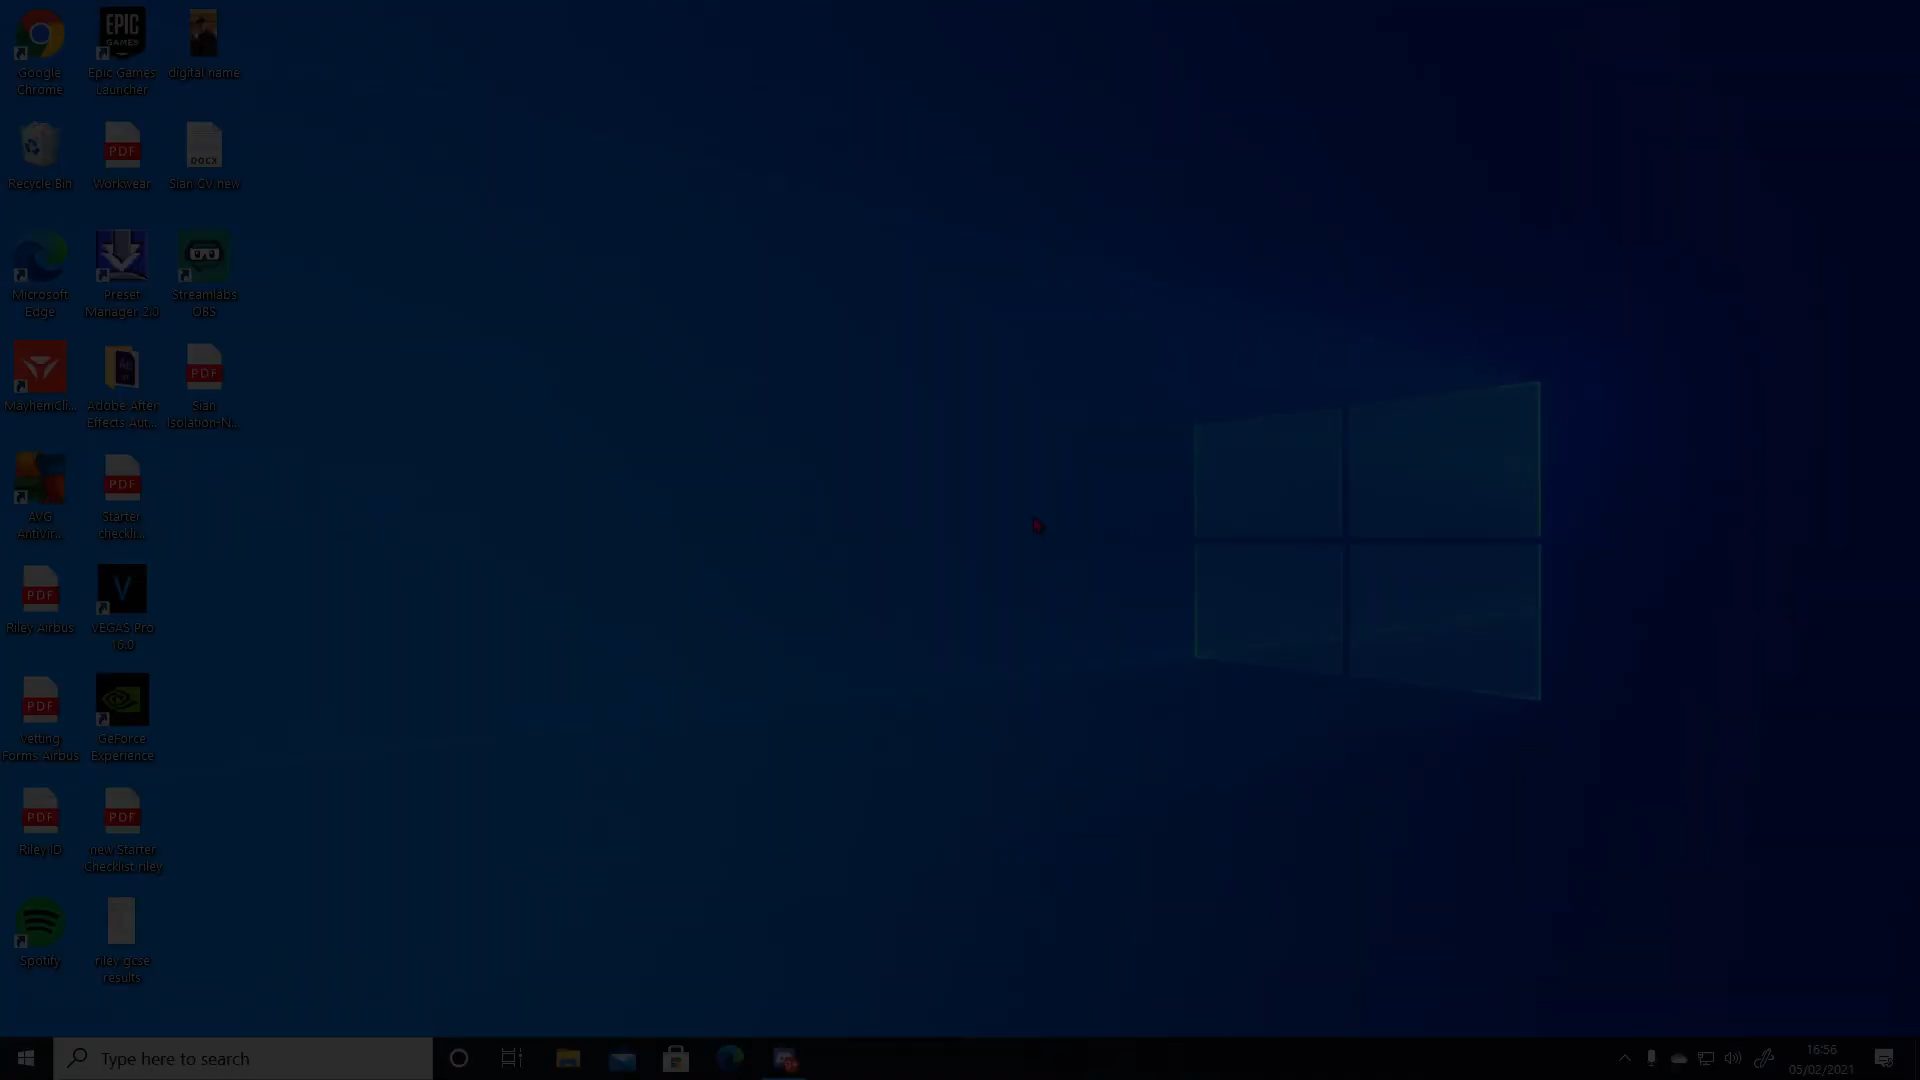 Google
Chrome
EPIC
GAMES
Epic Games
Launcher
digital name
Recycle Bin
PDF
Workwear
DOCX
Sian CV new
Microsoft
Edge
Preset
Manager 2.0
Streamlabs
OBS
MayhemCli...
Adobe After
Effects Aut...
PDF
Sian
Isolation-N...
AVG
AntiVir...
PDF
Starter
checkli...
PDF
Riley Airbus
V
VEGAS Pro
16.0
PDF
Vetting
Forms Airbus
GeForce
Experience
PDF
Riley ID
PDF
new Starter
Checklist riley
Spotify
riley gcse
results
Type here to search
16:56
05/02/2021